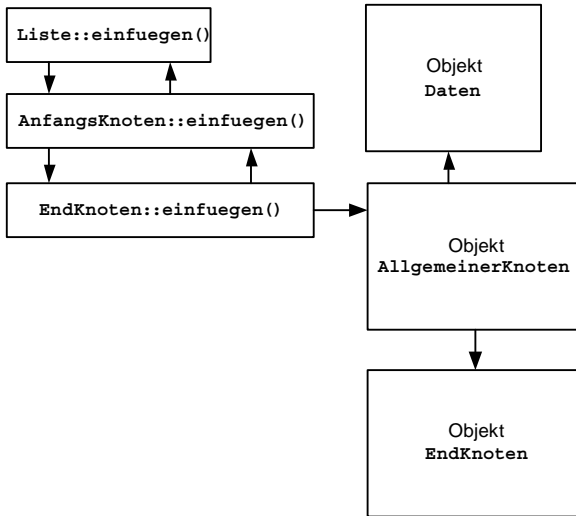 Liste::einfuegen()
AnfangsKnoten::einfuegen()
EndKnoten::einfuegen()
Objekt
Daten
Objekt
AllgemeinerKnoten
Objekt
EndKnoten